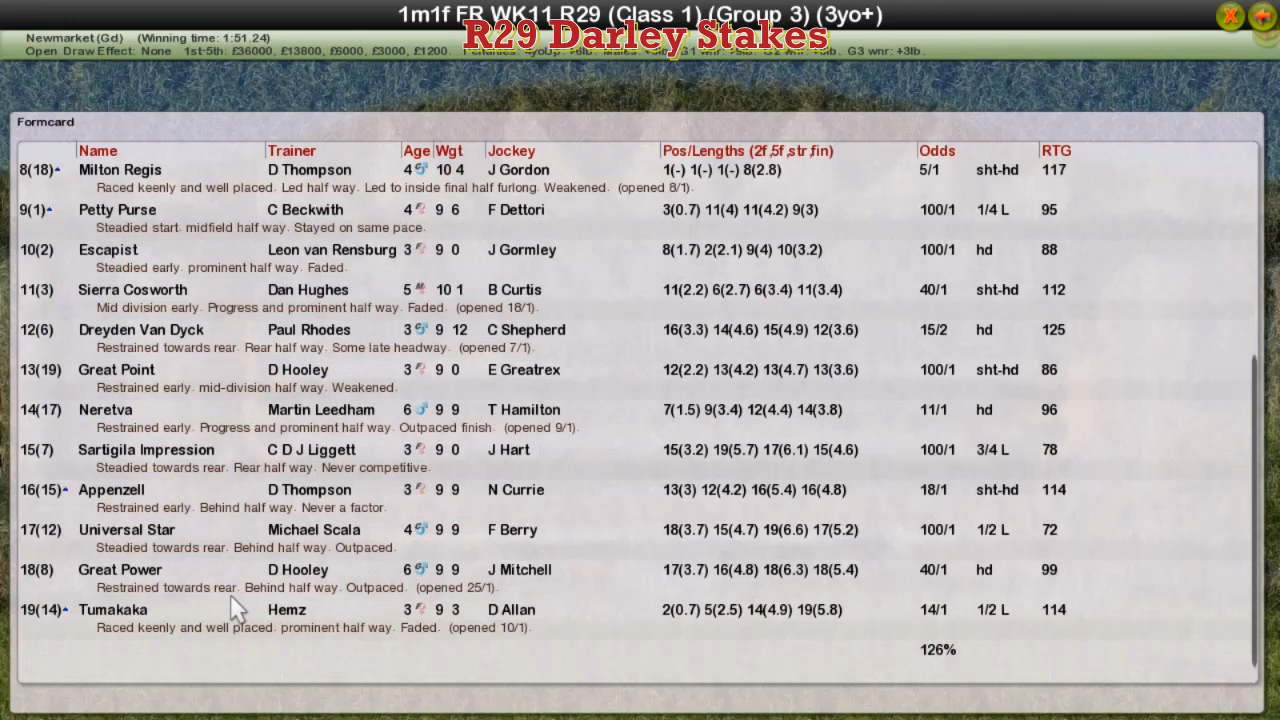 1m1f FR WK11 R29 (Class 1) (Group 3) (3yo+)
R29 Darley Stakes
Newmarket (Gd) (Winning time: 1:51.24)
Open Draw Effect: None 1st-5th: £36000, £13800, £6000, £3000, £1200. G3 wnr: +3lb.
Formcard
Name Trainer Age Wgt Jockey Pos/Lengths (2f,5f,str,fin) Odds RTG
8(18) Milton Regis D Thompson 4 10 4 J Gordon 1(-) 1(-) 1(-) 8(2.8) 5/1 sht-hd 117
Raced keenly and well placed. Led half way. Led to inside final half furlong. Weakened. (opened 8/1).
9(1) Petty Purse C Beckwith 4 9 6 F Dettori 3(0.7) 11(4) 11(4.2) 9(3) 100/1 1/4 L 95
Steadied start. midfield half way. Stayed on same pace.
10(2) Escapist Leon van Rensburg 3 9 0 J Gormley 8(1.7) 2(2.1) 9(4) 10(3.2) 100/1 hd 88
Steadied early. prominent half way. Faded.
11(3) Sierra Cosworth Dan Hughes 5 10 1 B Curtis 11(2.2) 6(2.7) 6(3.4) 11(3.4) 40/1 sht-hd 112
Mid division early. Progress and prominent half way. Faded. (opened 18/1).
12(6) Dreyden Van Dyck Paul Rhodes 3 9 12 C Shepherd 16(3.3) 14(4.6) 15(4.9) 12(3.6) 15/2 hd 125
Restrained towards rear. Rear half way. Some late headway. (opened 7/1).
13(19) Great Point D Hooley 3 9 0 E Greatrex 12(2.2) 13(4.2) 13(4.7) 13(3.6) 100/1 sht-hd 86
Restrained early. mid-division half way. Weakened.
14(17) Neretva Martin Leedham 6 9 9 T Hamilton 7(1.5) 9(3.4) 12(4.4) 14(3.8) 11/1 hd 96
Restrained early. Progress and prominent half way. Outpaced finish. (opened 9/1).
15(7) Sartigila Impression C D J Liggett 3 9 0 J Hart 15(3.2) 19(5.7) 17(6.1) 15(4.6) 100/1 3/4 L 78
Steadied towards rear. Rear half way. Never competitive.
16(15) Appenzell D Thompson 3 9 9 N Currie 13(3) 12(4.2) 16(5.4) 16(4.8) 18/1 sht-hd 114
Restrained early. Behind half way. Never a factor.
17(12) Universal Star Michael Scala 4 9 9 F Berry 18(3.7) 15(4.7) 19(6.6) 17(5.2) 100/1 1/2 L 72
Steadied towards rear. Behind half way. Outpaced.
18(8) Great Power D Hooley 6 9 9 J Mitchell 17(3.7) 16(4.8) 18(6.3) 18(5.4) 40/1 hd 99
Restrained towards rear. Behind half way. Outpaced. (opened 25/1).
19(14) Tumakaka Hemz 3 9 3 D Allan 2(0.7) 5(2.5) 14(4.9) 19(5.8) 14/1 1/2 L 114
Raced keenly and well placed. prominent half way. Faded. (opened 10/1).
126%